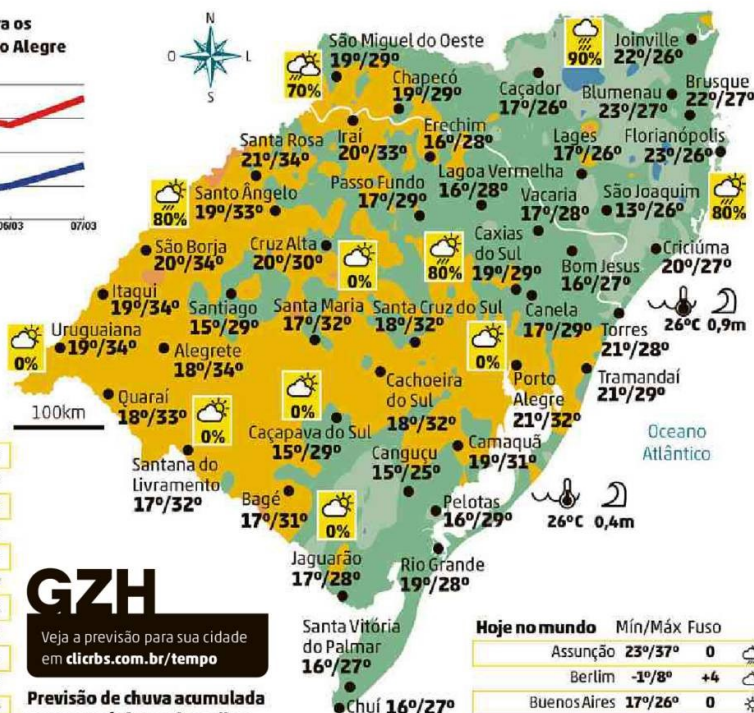 ra os
o Alegre
06/03
07/03
N
O
L
S
70%
São Miguel do Oeste
19º/29º
Chapecó
19º/29º
90%
Joinville
22º/26º
Caçador
17º/26º
Blumenau
23º/27º
Brusque
22º/27º
Santa Rosa
21º/34º
Iraí
20º/33º
Erechim
16º/28º
Lages
17º/26º
Florianópolis
23º/26º
80%
Santo Ângelo
19º/33º
Passo Fundo
17º/29º
Lagoa Vermelha
16º/28º
Vacaria
17º/28º
São Joaquim
13º/26º
80%
São Borja
20º/34º
Cruz Alta
20º/30º
0%
80%
Caxias
do Sul
19º/29º
Bom Jesus
16º/27º
Criciúma
20º/27º
Itaqui
19º/34º
Santiago
15º/29º
Santa Maria
17º/32º
Santa Cruz do Sul
18º/32º
Canela
17º/29º
Torres
21º/28º
26ºC 0,9m
0%
Uruguaiana
19º/34º
Alegrete
18º/34º
0%
Quaraí
18º/33º
0%
0%
Cachoeira
do Sul
18º/32º
Porto
Alegre
21º/32º
Tramandaí
21º/29º
100km
Caçapava do Sul
15º/29º
Canguçu
15º/25º
Camaquã
19º/31º
Oceano
Atlântico
Santana do
Livramento
17º/32º
Bagé
17º/31º
0%
Pelotas
16º/29º
26ºC 0,4m
Jaguarão
17º/28º
Rio Grande
19º/28º
GZH
Veja a previsão para sua cidade
em clicrbs.com.br/tempo
Santa Vitória
do Palmar
16º/27º
Chuí 16º/27º
Previsão de chuva acumulada
Hoje no mundo Mín/Máx Fuso
Assunção 23º/37º 0
Berlim -1º/8º +4
Buenos Aires 17º/26º 0